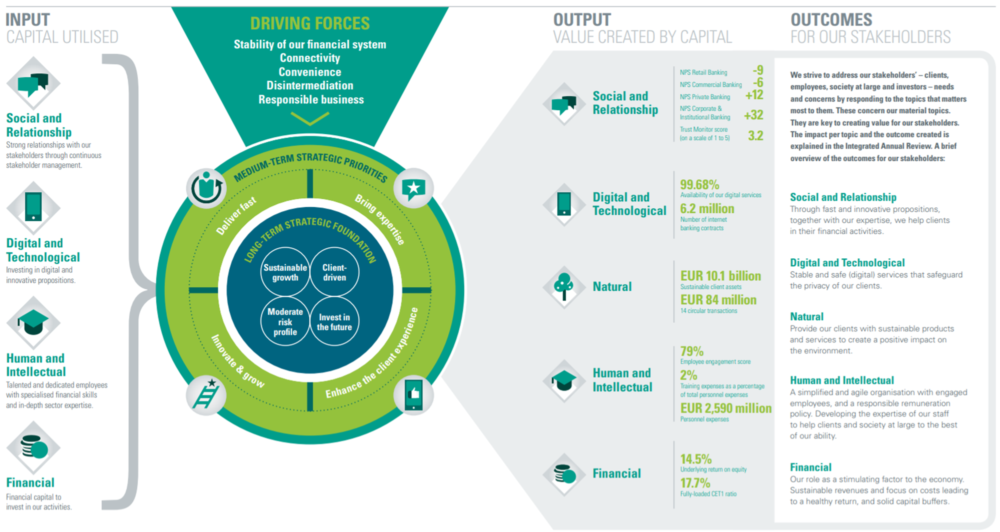 INPUT
CAPITAL UTILISED
Social and
Relationship
Strong relationships with our
stakeholders through continuous
stakeholder management.
Digital and
Technological
Investing in digital and
innovative propositions.
Human and
Intellectual
Talented and dedicated employees
with specialised financial skills
and in-depth sector expertise.
Financial
Financial capital to
invest in our activities.
DRIVING FORCES
Stability of our financial system
Connectivity
Convenience
Disintermediation
Responsible business
MEDIUM-TERM STRATEGIC PRIORITIES
Deliver fast
Bring expertise
Innovate & grow
Enhance the client experience
LONG-TERM STRATEGIC FOUNDATION
Sustainable
growth
Client-
driven
Moderate
risk
profile
Invest in
the future
OUTPUT
VALUE CREATED BY CAPITAL
Social and
Relationship
NPS Retail Banking -9
NPS Commercial Banking -6
NPS Private Banking +12
NPS Corporate &
Institutional Banking +32
Trust Monitor score
(on a scale of 1 to 5) 3.2
Digital and
Technological
99.68%
Availability of our digital services
6.2 million
Number of internet
banking contracts
Natural
EUR 10.1 billion
Sustainable client assets
EUR 84 million
14 circular transactions
Human and
Intellectual
79%
Employee engagement score
2%
Training expenses as a percentage
of total personnel expenses
EUR 2,590 million
Personnel expenses
Financial
14.5%
Underlying return on equity
17.7%
Fully-loaded CET1 ratio
OUTCOMES
FOR OUR STAKEHOLDERS
We strive to address our stakeholders’ – clients,
employees, society at large and investors – needs
and concerns by responding to the topics that matters
most to them. These concern our material topics.
They are key to creating value for our stakeholders.
The impact per topic and the outcome created is
explained in the Integrated Annual Review. A brief
overview of the outcomes for our stakeholders:
Social and Relationship
Through fast and innovative propositions,
together with our expertise, we help clients
in their financial activities.
Digital and Technological
Stable and safe (digital) services that safeguard
the privacy of our clients.
Natural
Provide our clients with sustainable products
and services to create a positive impact on
the environment.
Human and Intellectual
A simplified and agile organisation with engaged
employees, and a responsible remuneration
policy. Developing the expertise of our staff
to help clients and society at large to the best
of our ability.
Financial
Our role as a stimulating factor to the economy.
Sustainable revenues and focus on costs leading
to a healthy return, and solid capital buffers.